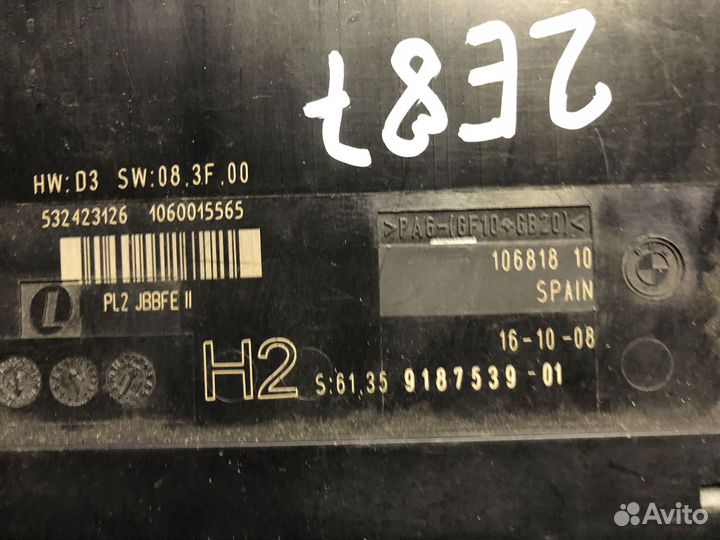 2E87
HW:D3 SW:08.3F.00
532423126 1060015565
>PA6-(GF10+GB20)<
106818 10
SPAIN
L
PL2 JBBFE II
16-10-08
H2
S:61.35 9187539-01
Avito